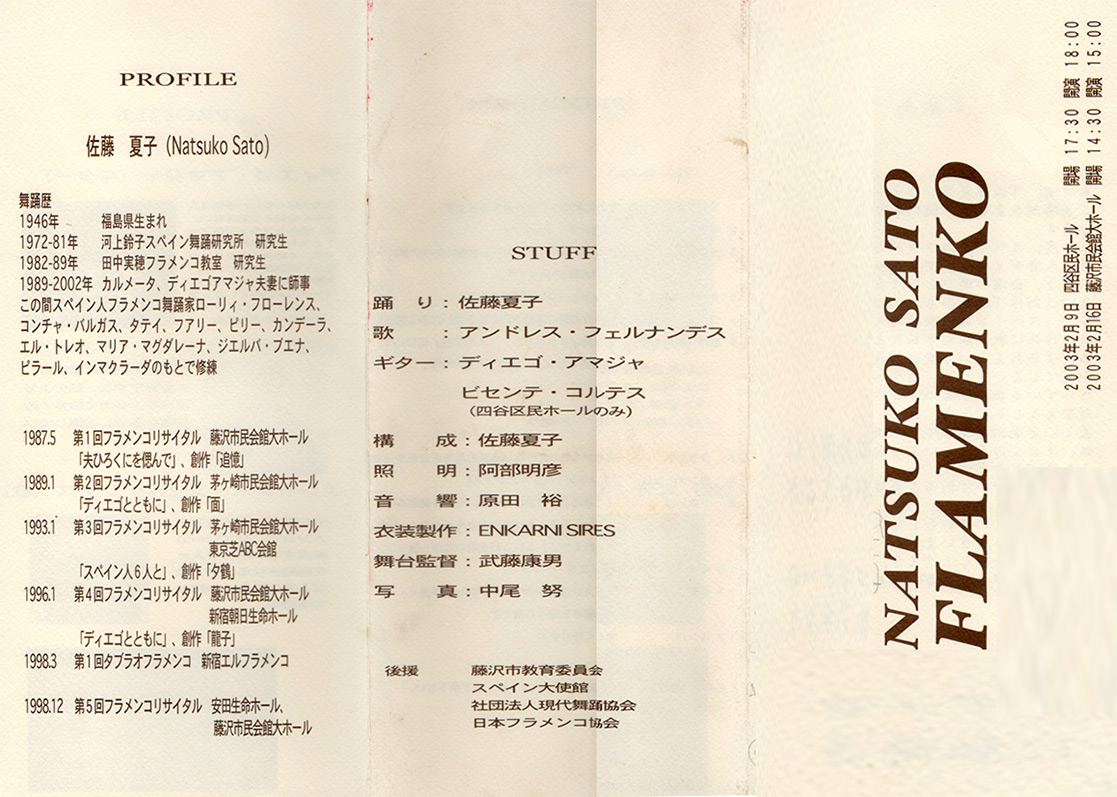 PROFILE
佐藤 夏子 (Natsuko Sato)
舞踊歴
1946年 福島県生まれ
1972-81年 河上鈴子スペイン舞踊研究所 研究生
1982-89年 田中実穂フラメンコ教室 研究生
1989-2002年 カルメータ、ディエゴアマジャ夫妻に師事
この間スペイン人フラメンコ舞踊家ローリィ・フローレンス、
コンチャ・バルガス、タティ、フアリー、ピリー、カンデーラ、
エル・トレオ、マリア・マグダレーナ、ジエルバ・ブエナ、
ピラール、インマクラーダのもとで修練
1987.5 第1回フラメンコリサイタル 藤沢市民会館大ホール
「夫ひろくにを偲んで」、創作「追憶」
1989.1 第2回フラメンコリサイタル 茅ヶ崎市民会館大ホール
「ディエゴとともに」、創作「面」
1993.1 第3回フラメンコリサイタル 茅ヶ崎市民会館大ホール
東京芝ABC会館
「スペイン人6人と」、創作「夕鶴」
1996.1 第4回フラメンコリサイタル 藤沢市民会館大ホール
新宿朝日生命ホール
「ディエゴとともに」、創作「龍子」
1998.3 第1回タブラオフラメンコ 新宿エルフラメンコ
1998.12 第5回フラメンコリサイタル 安田生命ホール、
藤沢市民会館大ホール
STUFF
踊り：佐藤夏子
歌：アンドレス・フェルナンデス
ギター：ディエゴ・アマジャ
ビセンテ・コルテス
（四谷区民ホールのみ）
構成：佐藤夏子
照明：阿部明彦
音響：原田 裕
衣装製作：ENKARNI SIRES
舞台監督：武藤康男
写真：中尾 努
後援 藤沢市教育委員会
スペイン大使館
社団法人現代舞踊協会
日本フラメンコ協会
NATSUKO SATO
FLAMENKO
2003年2月9日 四谷区民ホール 開場 17:30 開演 18:00
2003年2月16日 藤沢市民会館大ホール 開場 14:30 開演 15:00